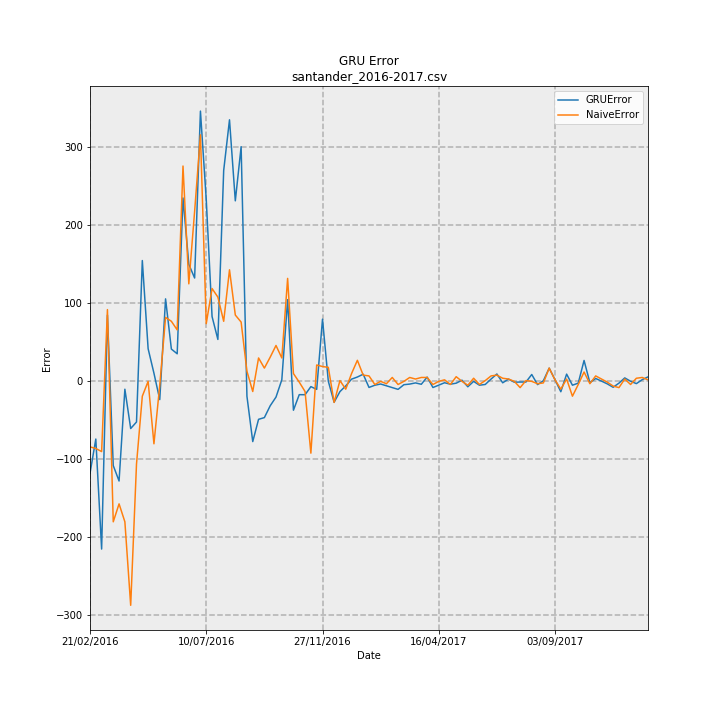 GRU Error
santander_2016-2017.csv
GRUError
NaiveError
300
200
100
0
−100
−200
−300
Error
21/02/2016
10/07/2016
27/11/2016
16/04/2017
03/09/2017
Date